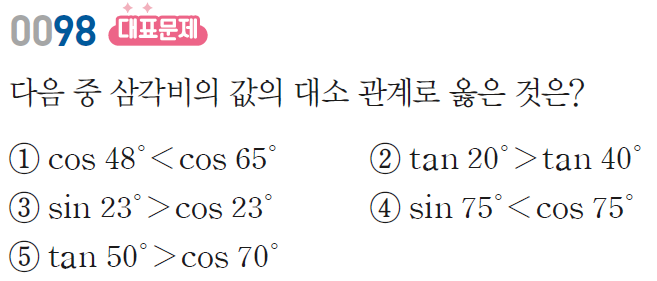 0098 대표문제
다음 중 삼각비의 값의 대소 관계로 옳은 것은?
① cos 48°<cos 65° ② tan 20°>tan 40°
③ sin 23°>cos 23° ④ sin 75°<cos 75°
⑤ tan 50°>cos 70°